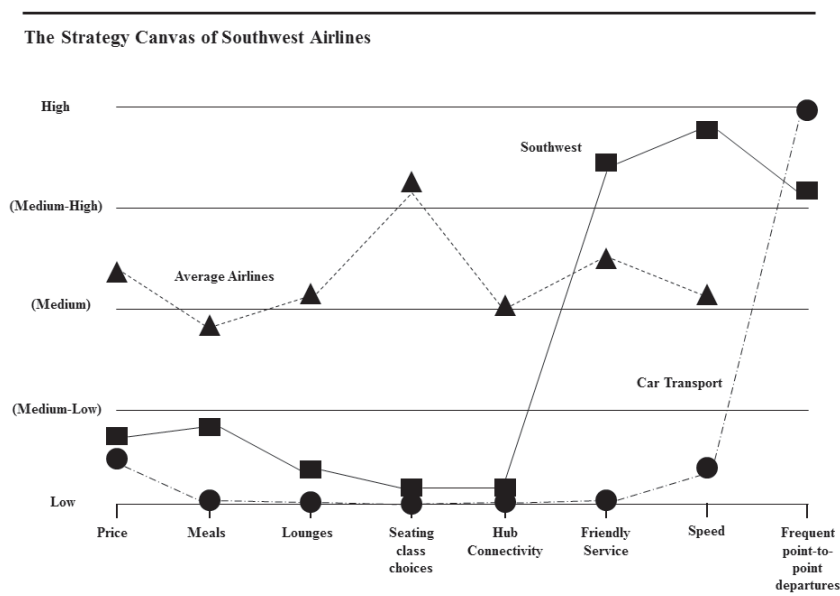 The Strategy Canvas of Southwest Airlines
High
Southwest
(Medium-High)
Average Airlines
(Medium)
Car Transport
(Medium-Low)
Low
Price
Meals
Lounges
Seating
class
choices
Hub
Connectivity
Friendly
Service
Speed
Frequent
point-to-
point
departures